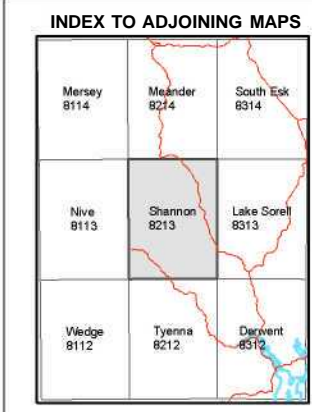 INDEX TO ADJOINING MAPS
Mersey
8114
Meander
8214
South Esk
8314
Nive
8113
Shannon
8213
Lake Sorell
8313
Wedge
8112
Tyenna
8212
Derwent
8312